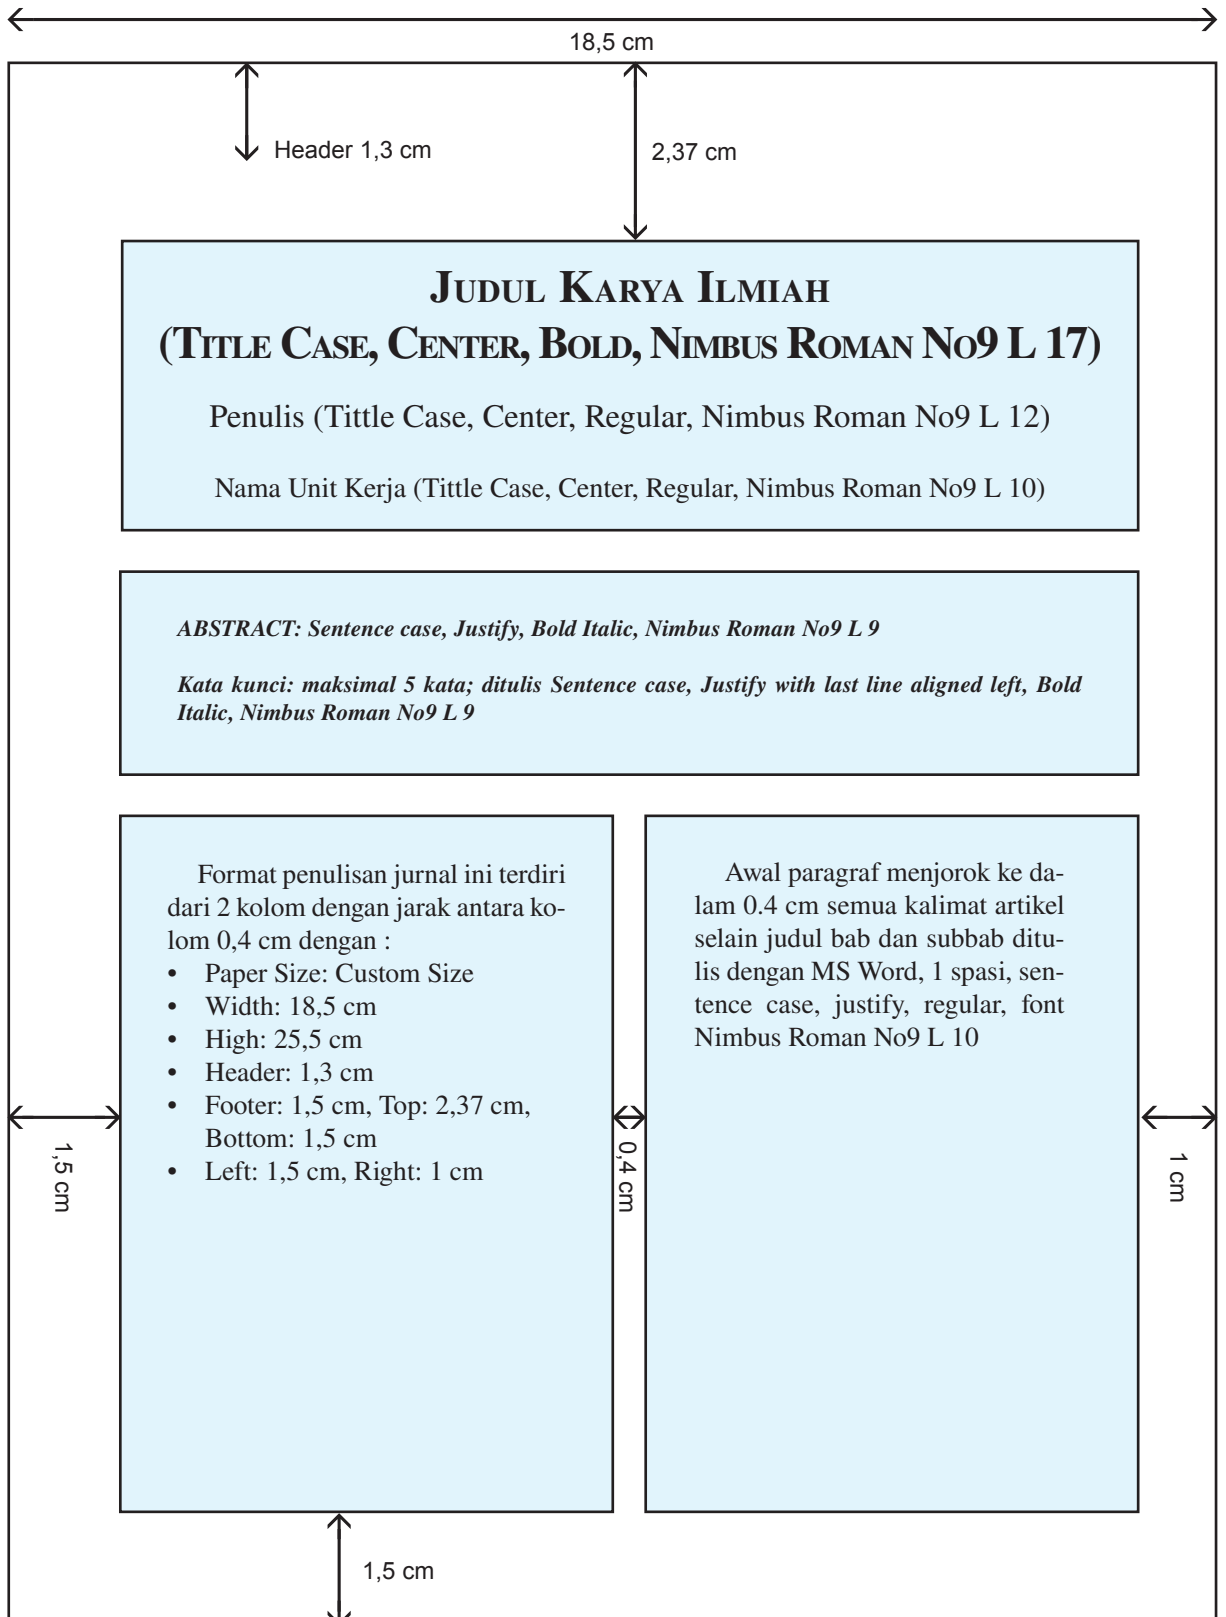 18,5 cm
Header 1,3 cm
2,37 cm
JUDUL KARYA ILMIAH
(TITLE CASE, CENTER, BOLD, NIMBUS ROMAN NO9 L 17)
Penulis (Tittle Case, Center, Regular, Nimbus Roman No9 L 12)
Nama Unit Kerja (Tittle Case, Center, Regular, Nimbus Roman No9 L 10)
ABSTRACT: Sentence case, Justify, Bold Italic, Nimbus Roman No9 L 9
Kata kunci: maksimal 5 kata; ditulis Sentence case, Justify with last line aligned left, Bold
Italic, Nimbus Roman No9 L 9
Format penulisan jurnal ini terdiri
dari 2 kolom dengan jarak antara ko-
lom 0,4 cm dengan :
• Paper Size: Custom Size
• Width: 18,5 cm
• High: 25,5 cm
• Header: 1,3 cm
• Footer: 1,5 cm, Top: 2,37 cm,
Bottom: 1,5 cm
• Left: 1,5 cm, Right: 1 cm
Awal paragraf menjorok ke da-
lam 0.4 cm semua kalimat artikel
selain judul bab dan subbab ditu-
lis dengan MS Word, 1 spasi, sen-
tence case, justify, regular, font
Nimbus Roman No9 L 10
1,5 cm
0,4 cm
1 cm
1,5 cm